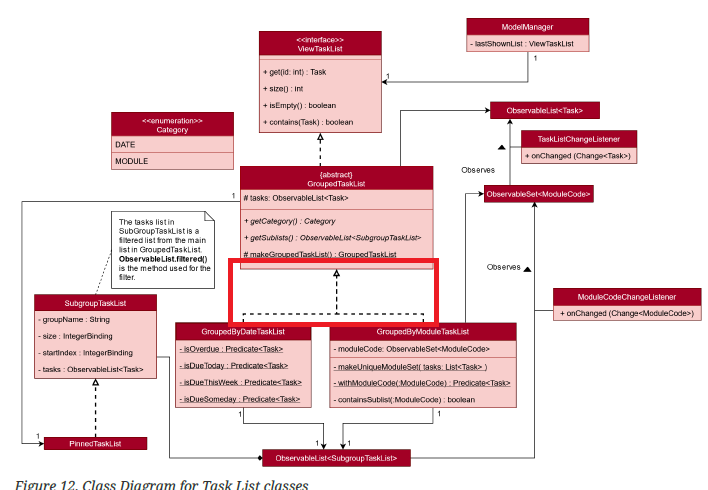 <<interface>>
ViewTaskList
+ get(id: int) : Task
+ size() : int
+ isEmpty() : boolean
+ contains(Task) : boolean
ModelManager
- lastShownList : ViewTaskList
1
1
<<enumeration>>
Category
DATE
MODULE
ObservableList<Task>
TaskListChangeListener
+ onChanged (Change<Task})
Observes
ObservableSet<ModuleCode>
{abstract}
GroupedTaskList
# tasks: ObservableList<Task>
+ getCategory() : Category
+ getSublists() : ObservableList<SubgroupTaskList>
# makeGroupedTaskList() : GroupedTaskList
1
The tasks list in
SubGroupTaskList is a
filtered list from the main
list in GroupedTaskList.
ObservableList.filtered()
is the method used for the
filter.
Observes
ModuleCodeChangeListener
+ onChanged (Change<ModuleCode>)
SubgroupTaskList
- groupName : String
- size : IntegerBinding
- startIndex : IntegerBinding
- tasks : ObservableList<Task>
GroupedByDateTaskList
- isOverdue : Predicate<Task>
- isDueToday : Predicate<Task>
- isDueThisWeek : Predicate<Task>
- isDueSomeday : Predicate<Task>
GroupedByModuleTaskList
- moduleCode: ObservableSet<ModuleCode>
- makeUniqueModuleSet( tasks: List<Task> )
- withModuleCode(:ModuleCode) : Predicate<Task>
- containsSublist(:ModuleCode) : boolean
1
1
1
PinnedTaskList
1
1
ObservableList<SubgroupTaskList>
Figure 12. Class Diagram for Task List classes